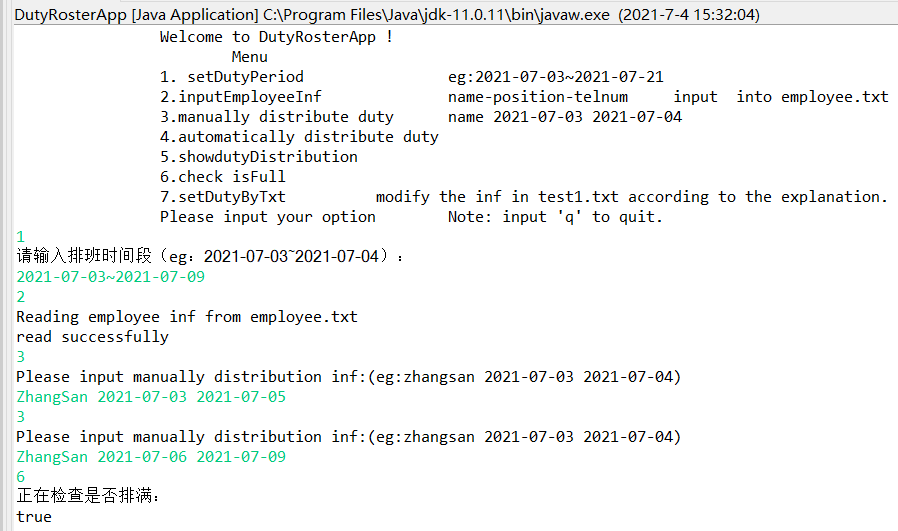 DutyRosterApp [Java Application] C:\Program Files\Java\jdk-11.0.11\bin\javaw.exe (2021-7-4 15:32:04)
Welcome to DutyRosterApp !
Menu
1. setDutyPeriod eg:2021-07-03~2021-07-21
2.inputEmployeeInf name-position-telnum input into employee.txt
3.manually distribute duty name 2021-07-03 2021-07-04
4.automatically distribute duty
5.showdutyDistribution
6.check isFull
7.setDutyByTxt modify the inf in test1.txt according to the explanation.
Please input your option Note: input 'q' to quit.
1
请输入排班时间段（eg：2021-07-03~2021-07-04）：
2021-07-03~2021-07-09
2
Reading employee inf from employee.txt
read successfully
3
Please input manually distribution inf:(eg:zhangsan 2021-07-03 2021-07-04)
ZhangSan 2021-07-03 2021-07-05
3
Please input manually distribution inf:(eg:zhangsan 2021-07-03 2021-07-04)
ZhangSan 2021-07-06 2021-07-09
6
正在检查是否排满：
true